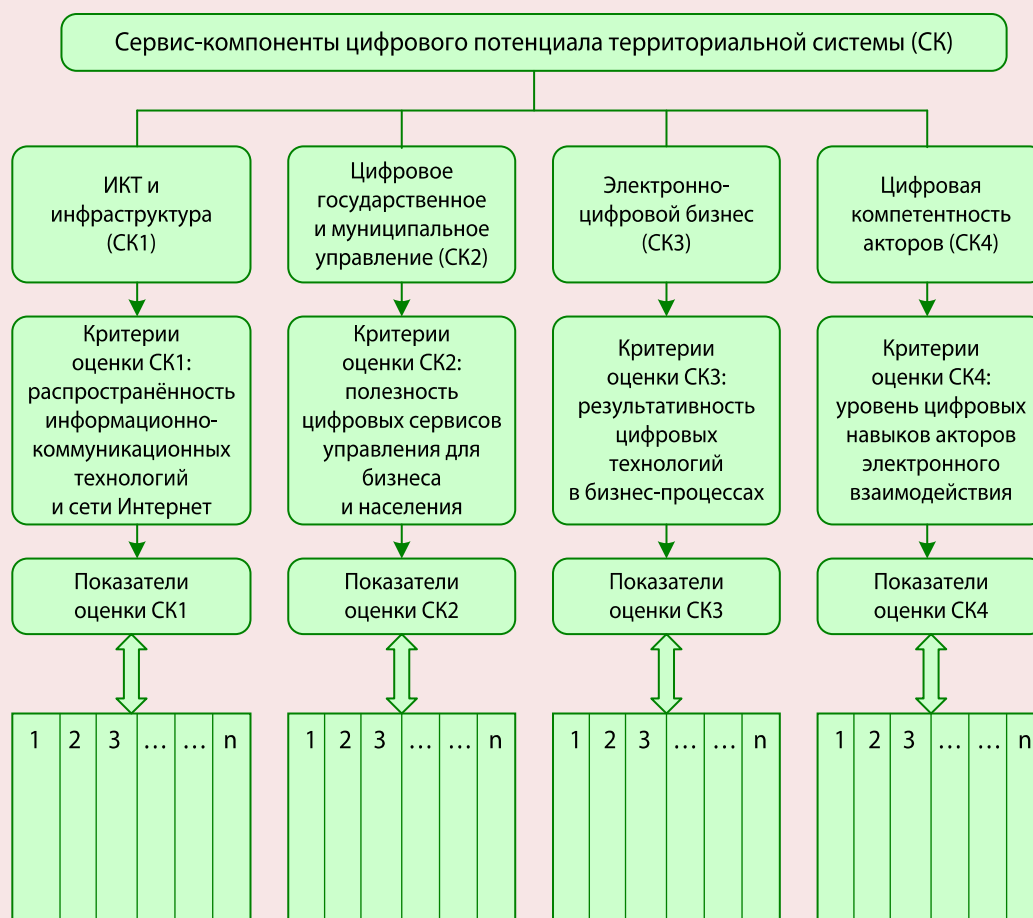 Сервис-компоненты цифрового потенциала территориальной системы (СК)
ИКТ и
инфраструктура
(СК1)
Цифровое
государственное
и муниципальное
управление (СК2)
Электронно-
цифровой бизнес
(СК3)
Цифровая
компетентность
акторов (СК4)
Критерии
оценки СК1:
распространённость
информационно-
коммуникационных
технологий
и сети Интернет
Критерии
оценки СК2:
полезность
цифровых сервисов
управления для
бизнеса
и населения
Критерии
оценки СК3:
результативность
цифровых
технологий
в бизнес-процессах
Критерии
оценки СК4:
уровень цифровых
навыков акторов
электронного
взаимодействия
Показатели
оценки СК1
Показатели
оценки СК2
Показатели
оценки СК3
Показатели
оценки СК4
1 2 3 ... ... n
1 2 3 ... ... n
1 2 3 ... ... n
1 2 3 ... ... n